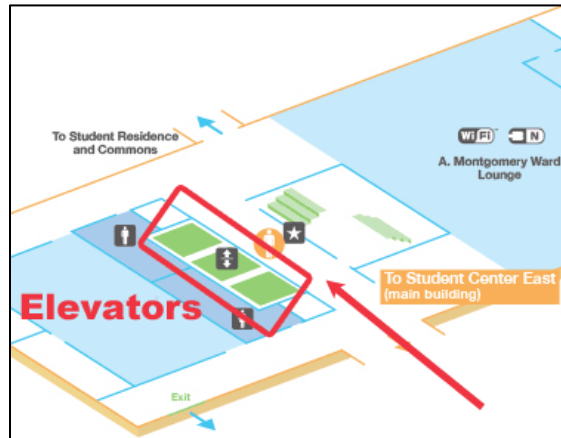 To Student Residence
and Commons
WiFi N
A. Montgomery Ward
Lounge
To Student Center East
(main building)
Elevators
Exit